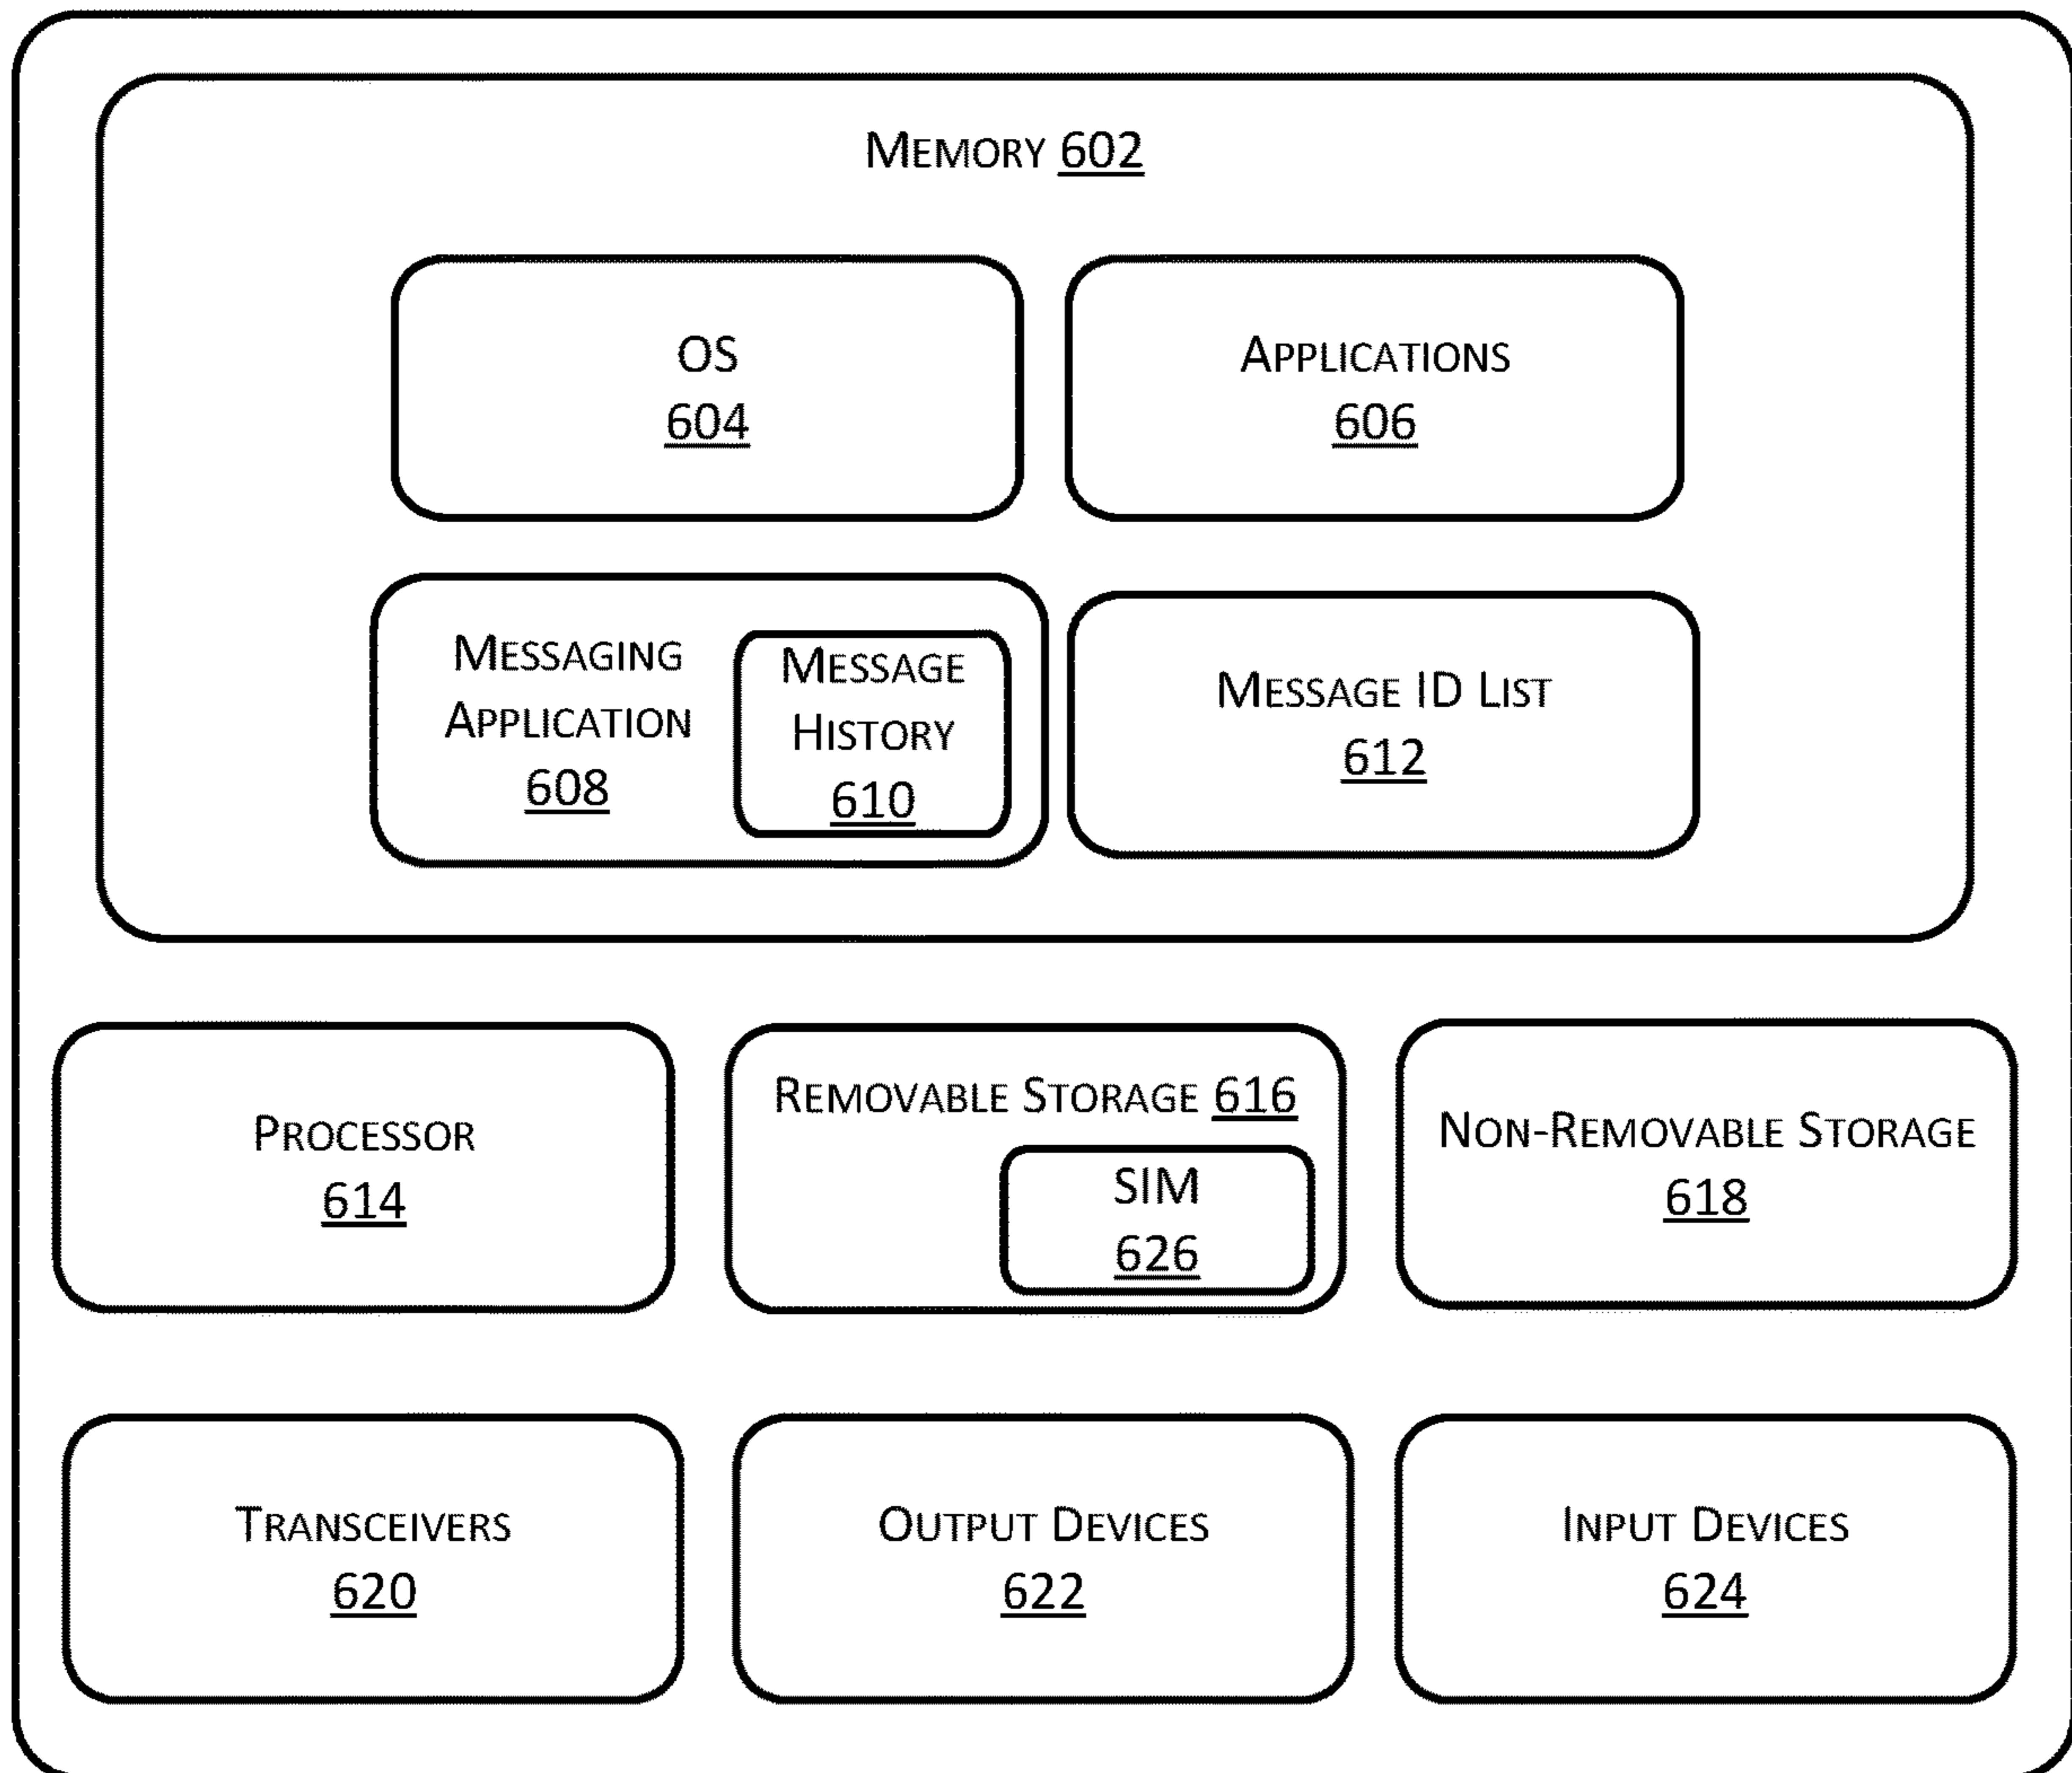 MEMORY 602
OS
604
APPLICATIONS
606
MESSAGING
APPLICATION
608
MESSAGE
HISTORY
610
MESSAGE ID LIST
612
PROCESSOR
614
REMOVABLE STORAGE 616
SIM
626
NON-REMOVABLE STORAGE
618
TRANSCEIVERS
620
OUTPUT DEVICES
622
INPUT DEVICES
624